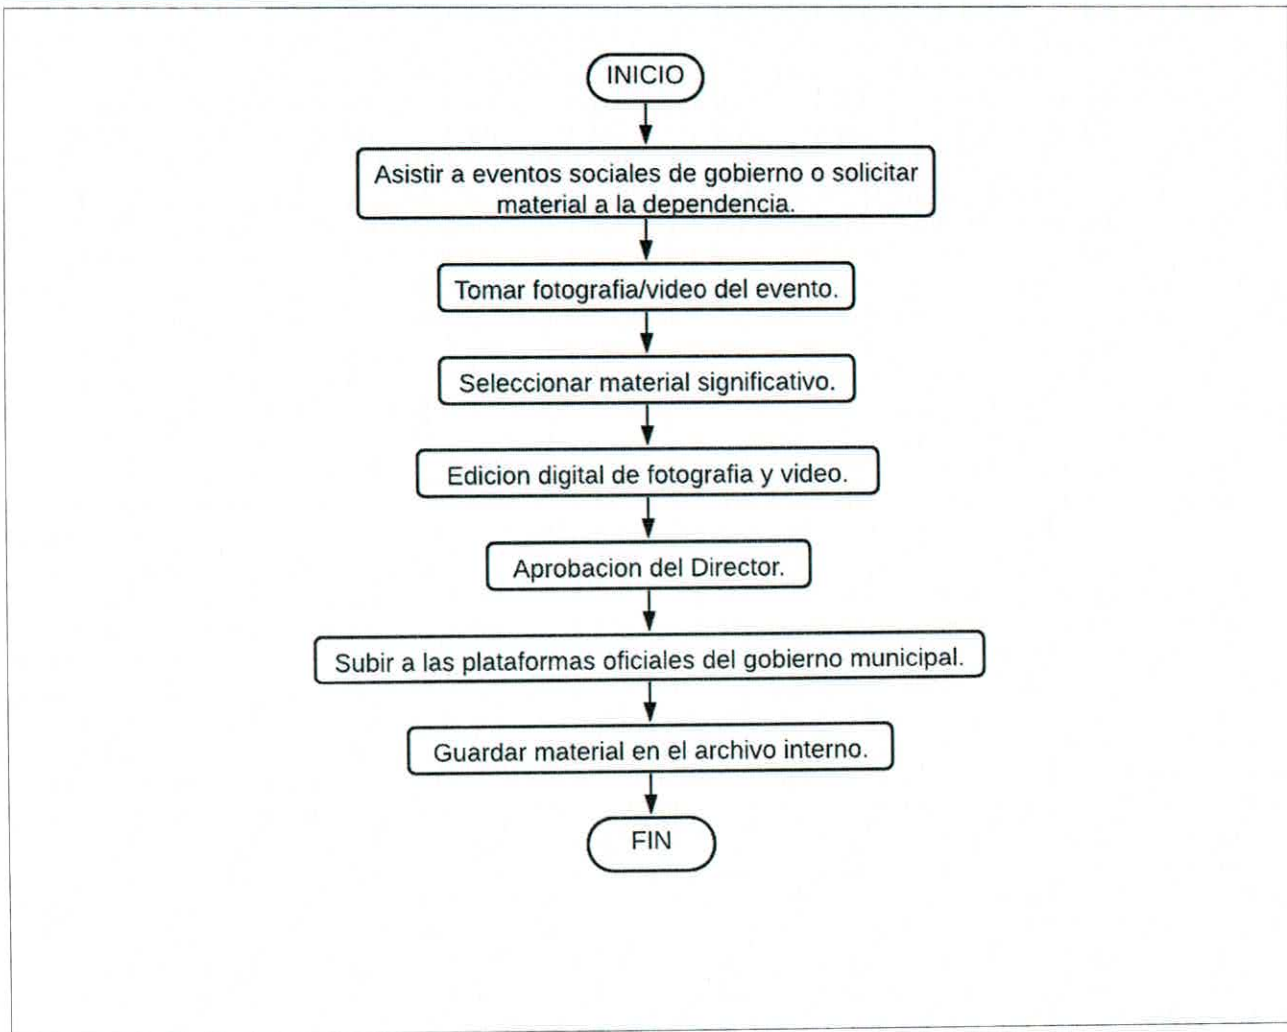 INICIO
Asistir a eventos sociales de gobierno o solicitar
material a la dependencia.
Tomar fotografia/video del evento.
Seleccionar material significativo.
Edicion digital de fotografia y video.
Aprobacion del Director.
Subir a las plataformas oficiales del gobierno municipal.
Guardar material en el archivo interno.
FIN